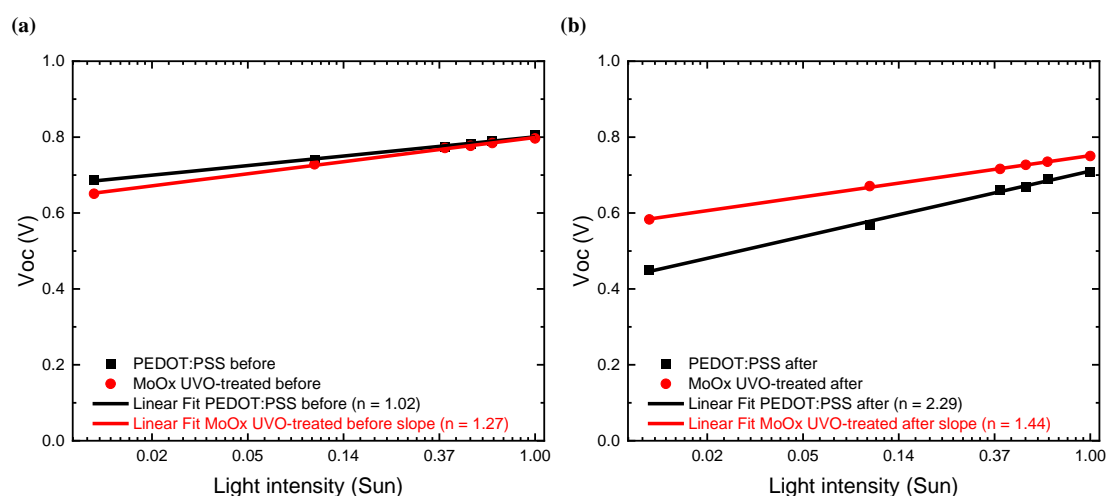 (a)
1.0
0.8
0.6
0.4
0.2
0.0
Voc (V)
PEDOT:PSS before
MoOx UVO-treated before
Linear Fit PEDOT:PSS before (n = 1.02)
Linear Fit MoOx UVO-treated before slope (n = 1.27)
0.02 0.05 0.14 0.37 1.00
Light intensity (Sun)
(b)
1.0
0.8
0.6
0.4
0.2
0.0
Voc (V)
PEDOT:PSS after
MoOx UVO-treated after
Linear Fit PEDOT:PSS after (n = 2.29)
Linear Fit MoOx UVO-treated after slope (n = 1.44)
0.02 0.05 0.14 0.37 1.00
Light intensity (Sun)